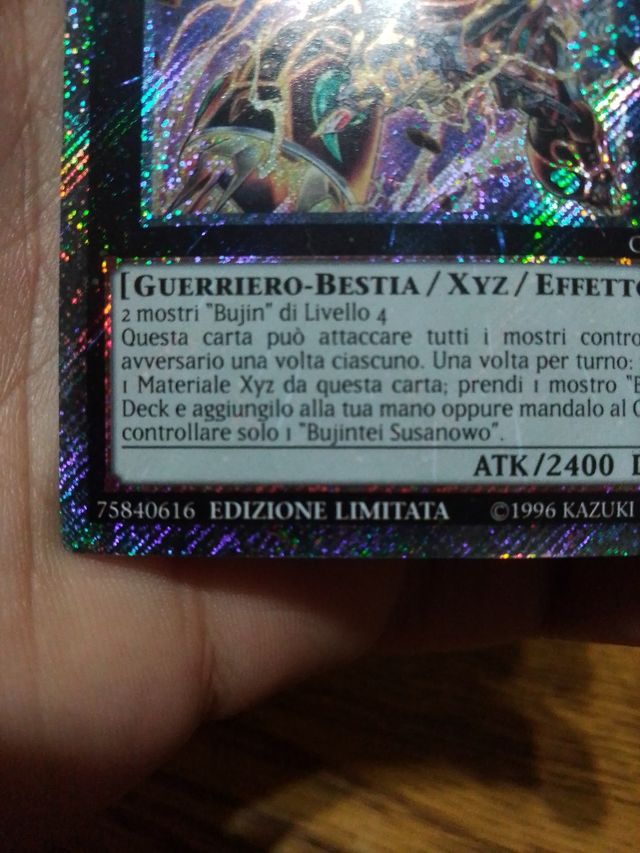 [GUERRIERO-BESTIA / XYZ / EFFETTO
2 mostri "Bujin" di Livello 4
Questa carta può attaccare tutti i mostri
avversario una volta ciascuno. Una volta per turno:
1 Materiale Xyz da questa carta; prendi 1 mostro
Deck e aggiungilo alla tua mano oppure mandalo al
controllare solo 1 "Bujintei Susanowo".
ATK/2400
75840616 EDIZIONE LIMITATA ©1996 KAZUKI